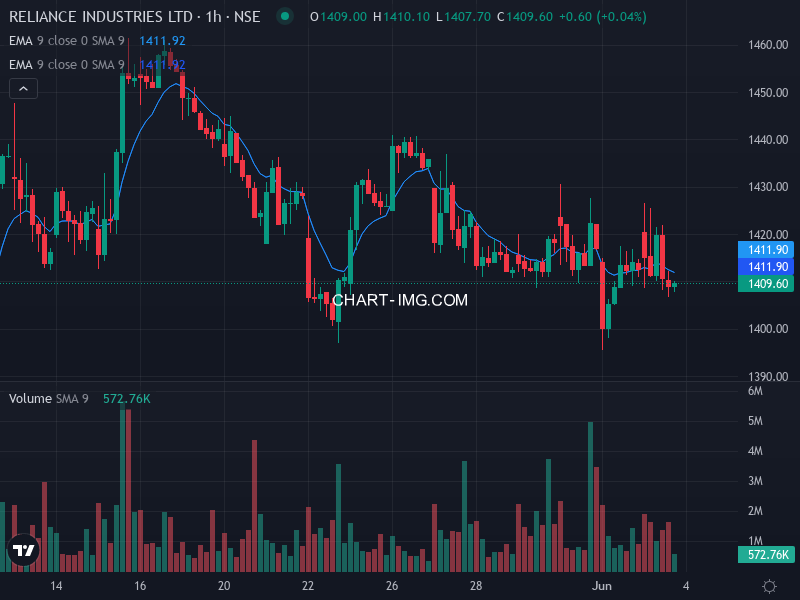 RELIANCE INDUSTRIES LTD · 1h · NSE O1409.00 H1410.10 L1407.70 C1409.60 +0.60 (+0.04%)
EMA 9 close 0 SMA 9 1411.92
EMA 9 close 0 SMA 9 1411.92
1460.00
1450.00
1440.00
1430.00
1420.00
1411.90
1411.90
1409.60
1400.00
1390.00
CHART-IMG.COM
Volume SMA 9 572.76K
6M
5M
4M
3M
2M
1M
572.76K
14 16 20 22 26 28 Jun 4